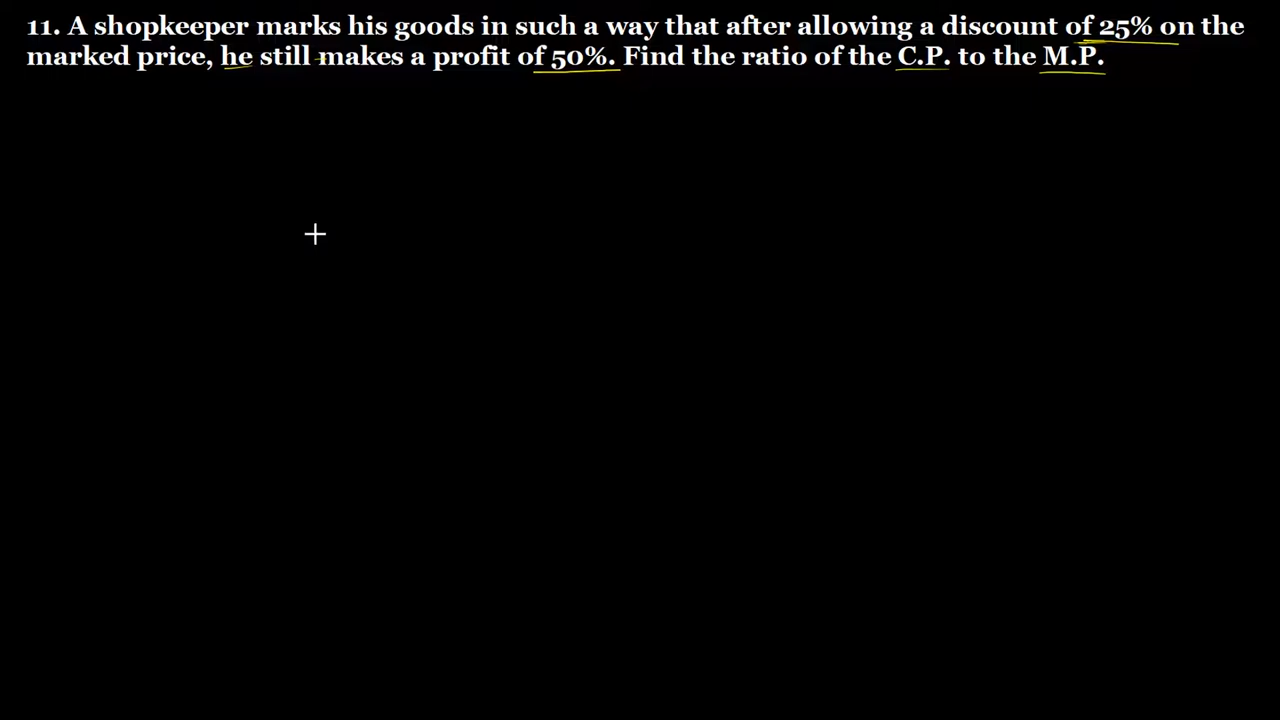 11. A shopkeeper marks his goods in such a way that after allowing a discount of 25% on the
marked price, he still makes a profit of 50%. Find the ratio of the C.P. to the M.P.